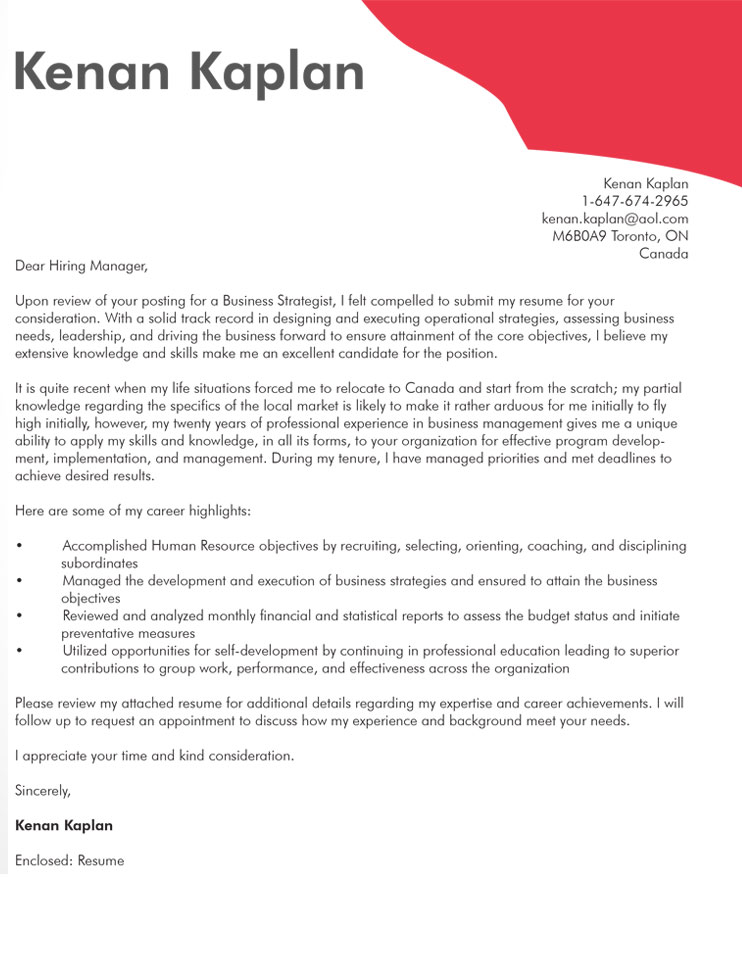 Kenan Kaplan
Kenan Kaplan
1-647-674-2965
kenan.kaplan@aol.com
M6B0A9 Toronto, ON
Canada
Dear Hiring Manager,
Upon review of your posting for a Business Strategist, I felt compelled to submit my resume for your
consideration. With a solid track record in designing and executing operational strategies, assessing business
needs, leadership, and driving the business forward to ensure attainment of the core objectives, I believe my
extensive knowledge and skills make me an excellent candidate for the position.
It is quite recent when my life situations forced me to relocate to Canada and start from the scratch; my partial
knowledge regarding the specifics of the local market is likely to make it rather arduous for me initially to fly
high initially, however, my twenty years of professional experience in business management gives me a unique
ability to apply my skills and knowledge, in all its forms, to your organization for effective program develop-
ment, implementation, and management. During my tenure, I have managed priorities and met deadlines to
achieve desired results.
Here are some of my career highlights:
• Accomplished Human Resource objectives by recruiting, selecting, orienting, coaching, and disciplining
subordinates
• Managed the development and execution of business strategies and ensured to attain the business
objectives
• Reviewed and analyzed monthly financial and statistical reports to assess the budget status and initiate
preventative measures
• Utilized opportunities for self-development by continuing in professional education leading to superior
contributions to group work, performance, and effectiveness across the organization
Please review my attached resume for additional details regarding my expertise and career achievements. I will
follow up to request an appointment to discuss how my experience and background meet your needs.
I appreciate your time and kind consideration.
Sincerely,
Kenan Kaplan
Enclosed: Resume